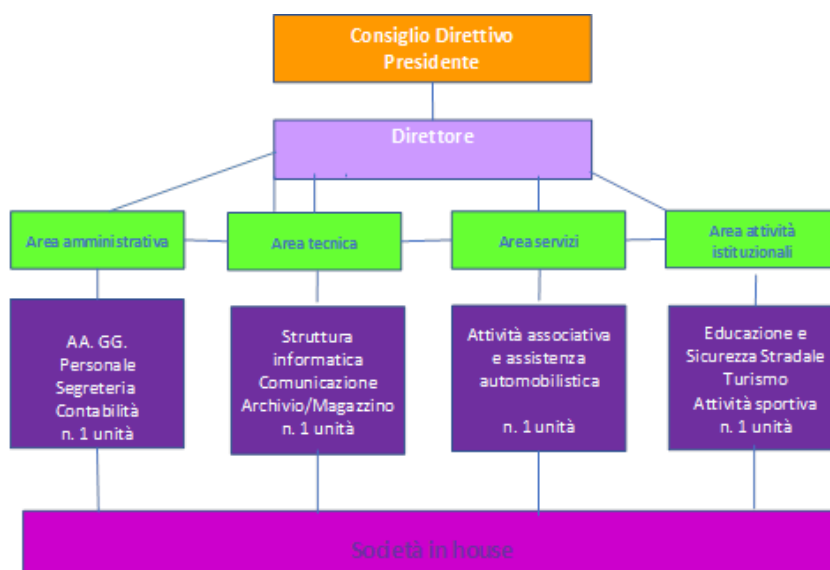 Consiglio Direttivo
Presidente
Direttore
Area amministrativa
Area tecnica
Area servizi
Area attività
istituzionali
AA. GG.
Personale
Segreteria
Contabilità
n. 1 unità
Struttura
informatica
Comunicazione
Archivio/Magazzino
n. 1 unità
Attività associativa
e assistenza
automobilistica
n. 1 unità
Educazione e
Sicurezza Stradale
Turismo
Attività sportiva
n. 1 unità
Società in house